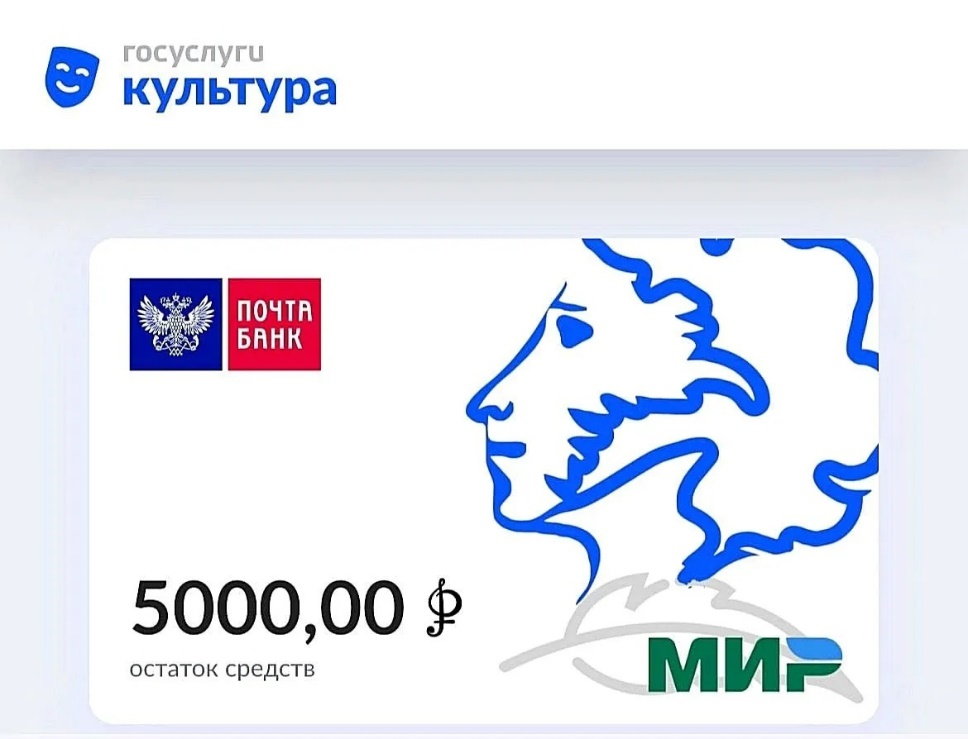 госуслуги
культура
ПОЧТА
БАНК
5000,00 ₽
остаток средств
МИР